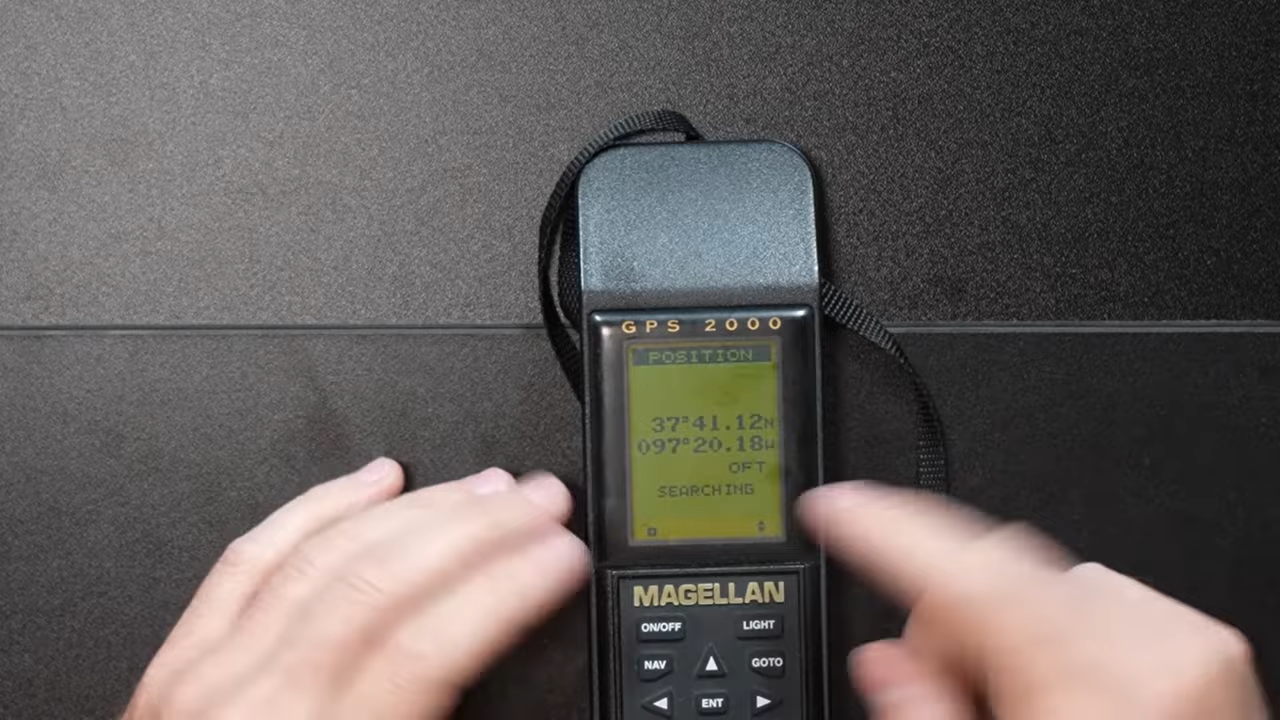 GPS 2000
POSITION
37°41.12N
097°20.18W
0FT
SEARCHING
MAGELLAN
ON/OFF LIGHT
NAV GOTO
ENT